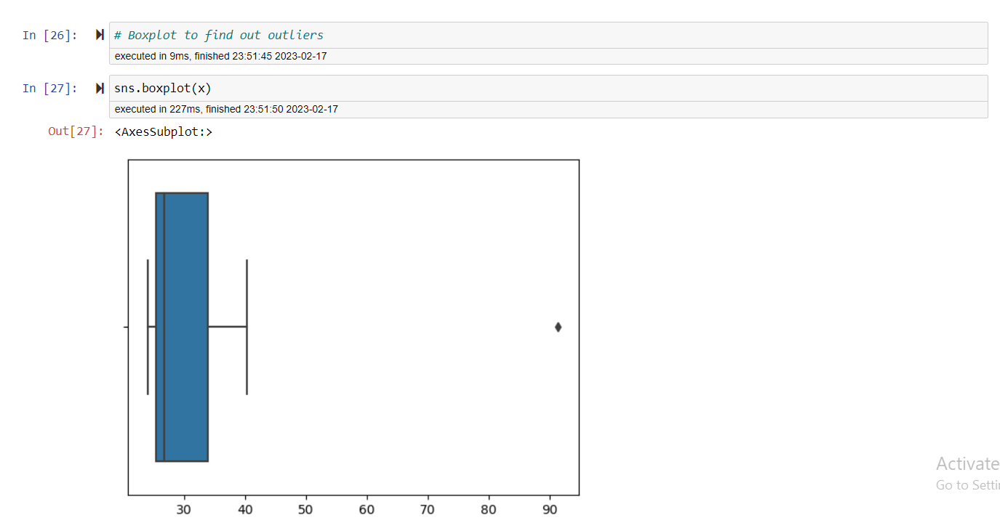 In [26]: # Boxplot to find out outliers
executed in 9ms, finished 23:51:45 2023-02-17
In [27]: sns.boxplot(x)
executed in 227ms, finished 23:51:50 2023-02-17
Out[27]: <AxesSubplot:>
30 40 50 60 70 80 90
Activate
Go to Setti